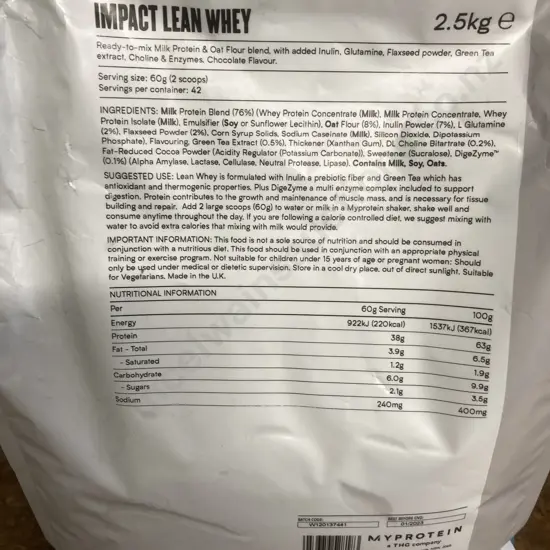 IMPACT LEAN WHEY
2.5kg e
Ready-to-mix Milk Protein & Oat Flour blend, with added Inulin, Glutamine, Flaxseed powder, Green Tea
extract, Choline & Enzymes. Chocolate Flavour.
Serving size: 60g (2 scoops)
Servings per container: 42
INGREDIENTS: Milk Protein Blend (76%) (Whey Protein Concentrate (Milk), Milk Protein Concentrate, Whey
Protein Isolate (Milk), Emulsifier (Soy or Sunflower Lecithin), Oat Flour (8%), Inulin Powder (7%), L Glutamine
(2%), Flaxseed Powder (2%), Corn Syrup Solids, Sodium Caseinate (Milk), Silicon Dioxide, Dipotassium
Phosphate), Flavouring, Green Tea Extract (0.5%), Thickener (Xanthan Gum), DL Choline Bitartrate (0.2%),
Fat-Reduced Cocoa Powder (Acidity Regulator (Potassium Carbonate)), Sweetener (Sucralose), DigeZyme™
(0.1%) (Alpha Amylase, Lactase, Cellulase, Neutral Protease, Lipase). Contains Milk, Soy, Oats.
SUGGESTED USE: Lean Whey is formulated with Inulin a prebiotic fiber and Green Tea which has
antioxidant and thermogenic properties. Plus DigeZyme a multi enzyme complex included to support
digestion. Protein contributes to the growth and maintenance of muscle mass, and is necessary for tissue
building and repair. Add 2 large scoops (60g) to water or milk in a Myprotein shaker, shake well and
consume anytime throughout the day. If you are following a calorie controlled diet, we suggest mixing with
water to avoid extra calories that mixing with milk would provide.
IMPORTANT INFORMATION: This food is not a sole source of nutrition and should be consumed in
conjunction with a nutritious diet. This food should be used in conjunction with an appropriate physical
training or exercise program. Not suitable for children under 15 years of age or pregnant women: Should
only be used under medical or dietetic supervision. Store in a cool dry place, out of direct sunlight. Suitable
for Vegetarians. Made in the U.K.
NUTRITIONAL INFORMATION
Per 60g Serving 100g
Energy 922kJ (220kcal) 1537kJ (367kcal)
Protein 38g 63g
Fat - Total 3.9g 6.5g
- Saturated 1.2g 1.9g
Carbohydrate 6.0g 9.9g
- Sugars 2.1g 3.5g
Sodium 240mg 400mg
BATCH CODE:
BEST BEFORE END:
01/2023
MYPROTEIN
a THG company